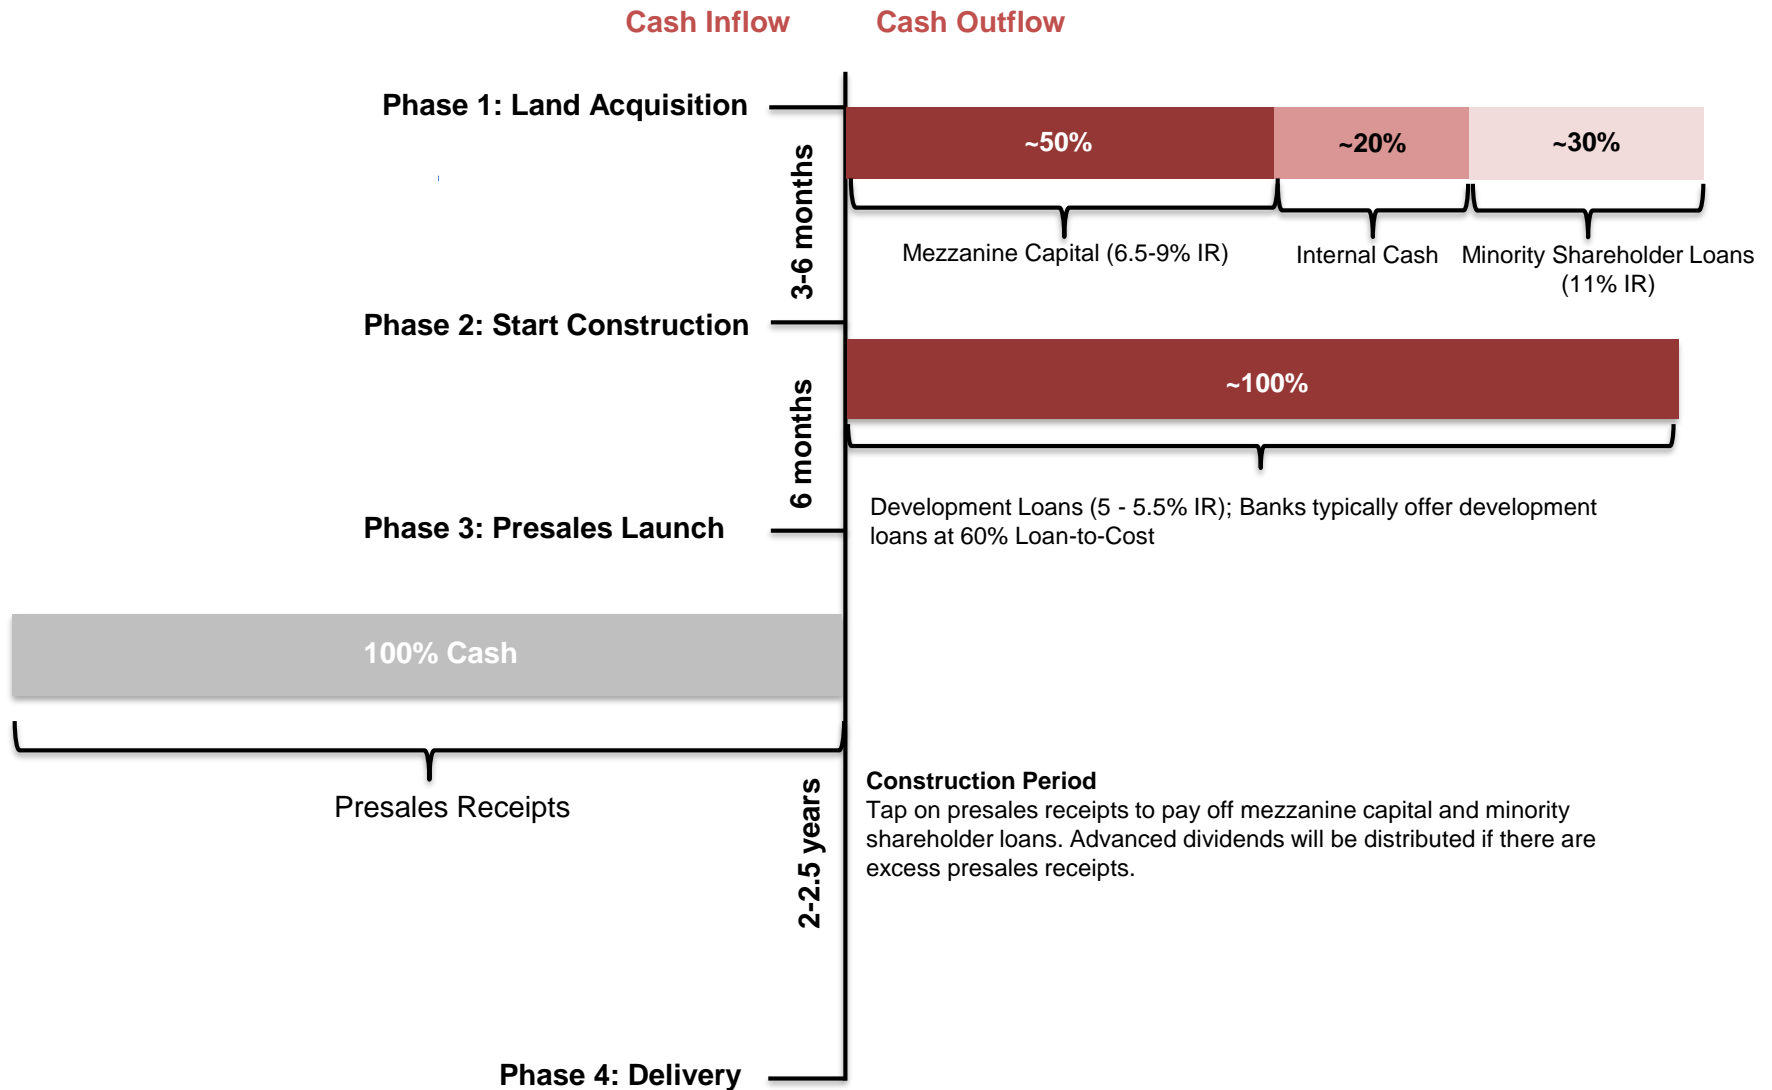 Cash Inflow
Cash Outflow
Phase 1: Land Acquisition
~50%
~20%
~30%
3-6 months
Mezzanine Capital (6.5-9% IR)
Internal Cash
Minority Shareholder Loans
(11% IR)
Phase 2: Start Construction
~100%
6 months
Development Loans (5 - 5.5% IR); Banks typically offer development
loans at 60% Loan-to-Cost
Phase 3: Presales Launch
100% Cash
Presales Receipts
2-2.5 years
Construction Period
Tap on presales receipts to pay off mezzanine capital and minority
shareholder loans. Advanced dividends will be distributed if there are
excess presales receipts.
Phase 4: Delivery